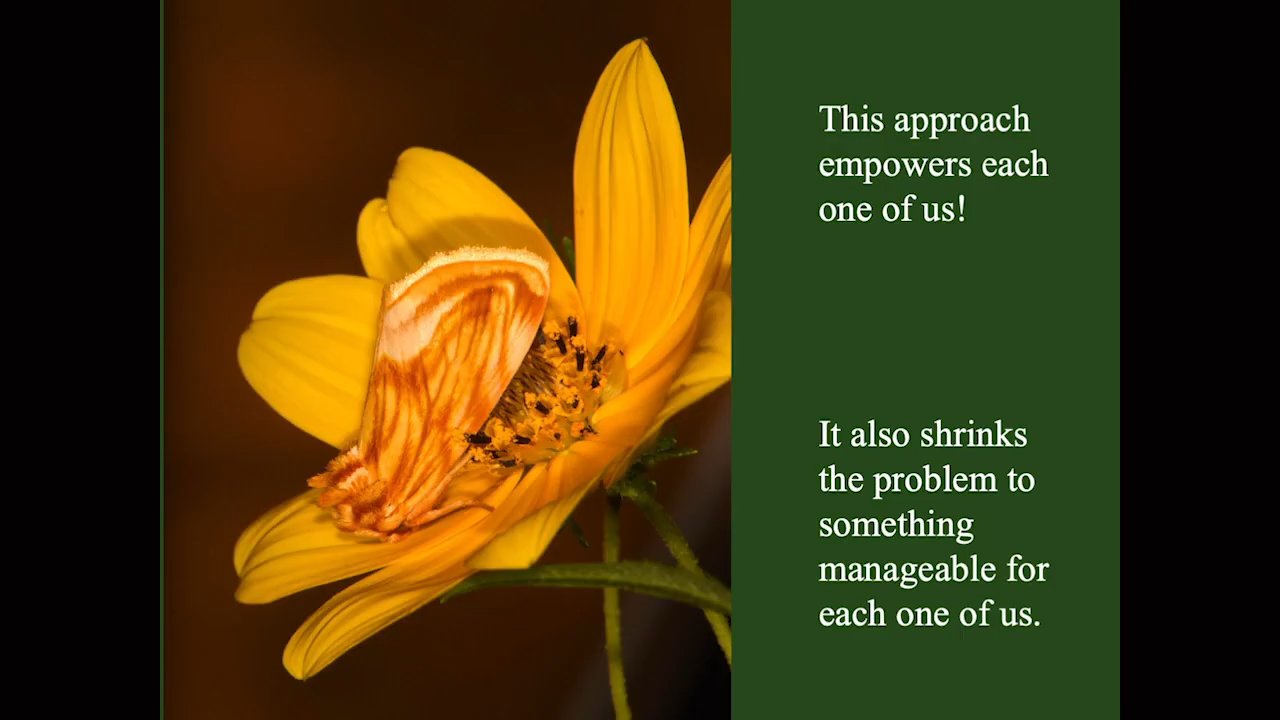 This approach
empowers each
one of us!
It also shrinks
the problem to
something
manageable for
each one of us.